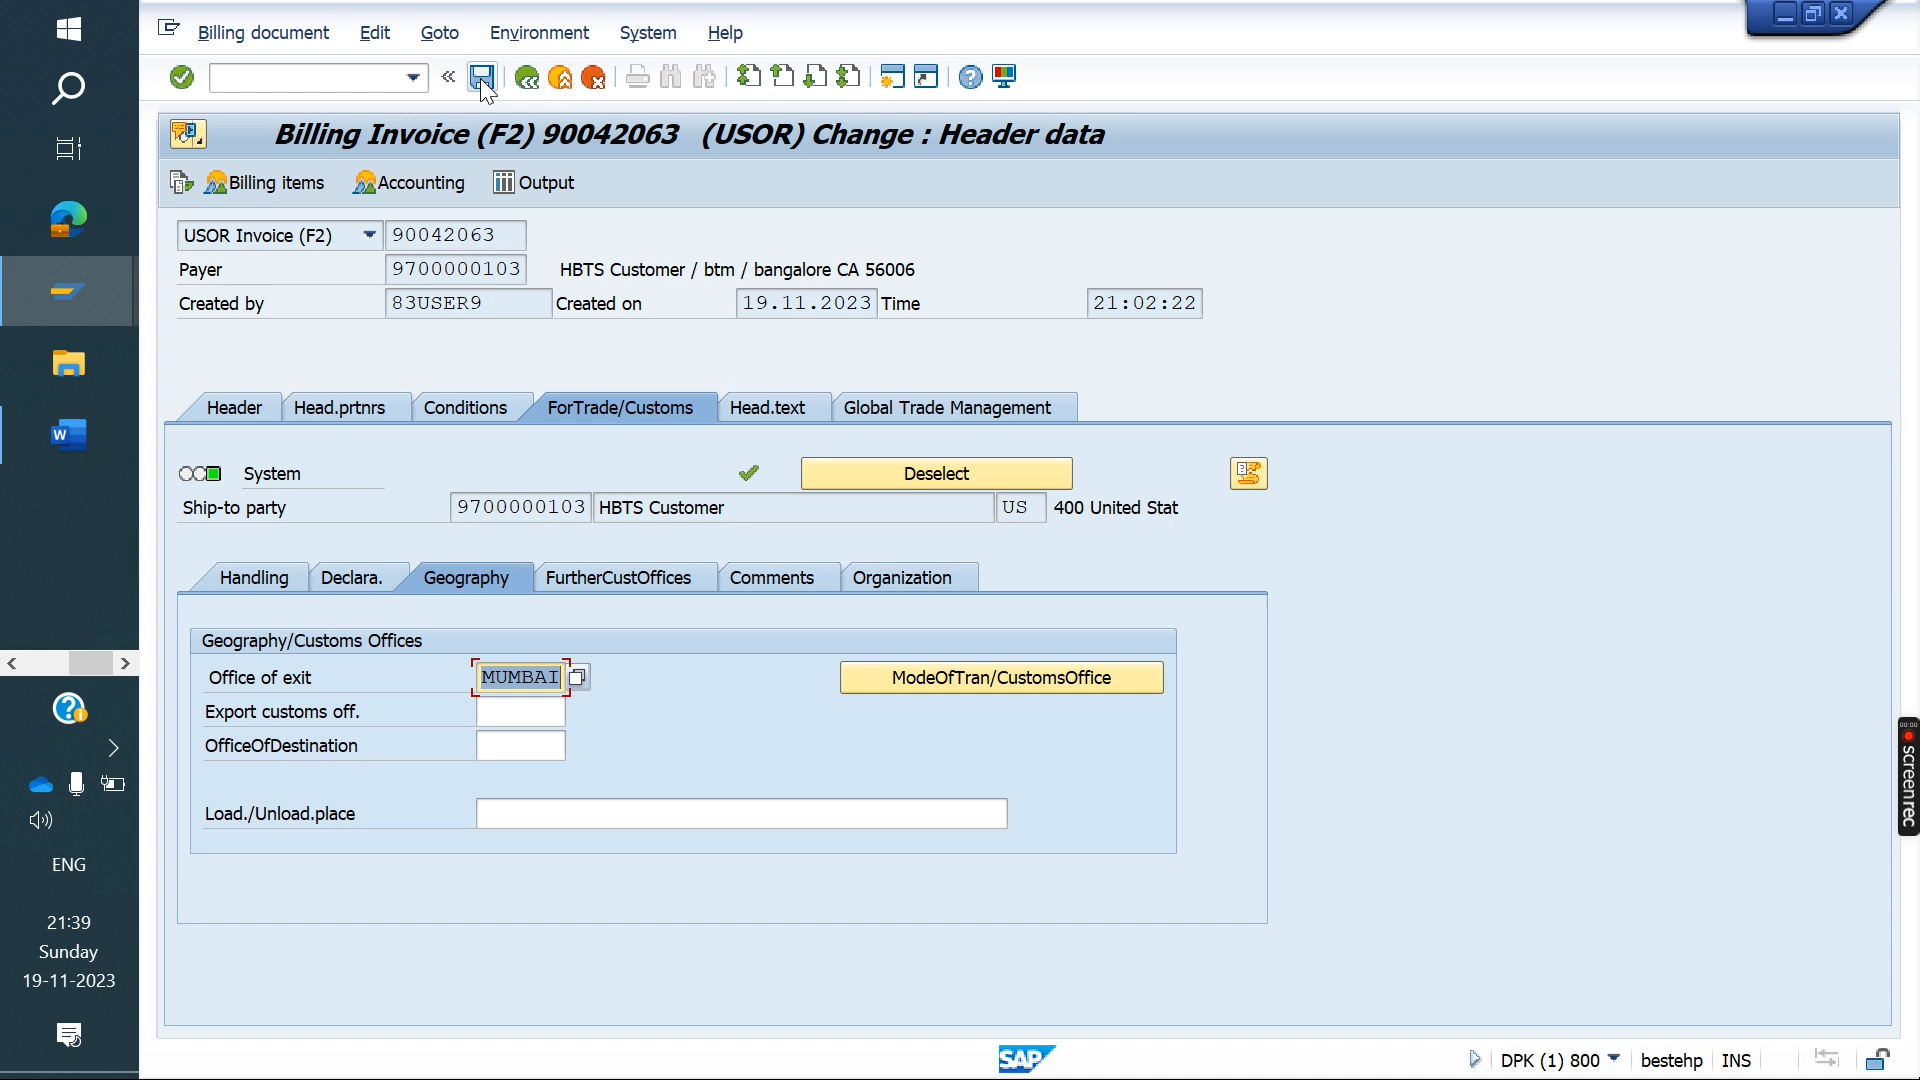 Billing document Edit Goto Environment System Help
Billing Invoice (F2) 90042063 (USOR) Change : Header data
Billing items Accounting Output
USOR Invoice (F2) 90042063
Payer 9700000103 HBTS Customer / btm / bangalore CA 56006
Created by 83USER9 Created on 19.11.2023 Time 21:02:22
Header Head.prtnrs Conditions ForTrade/Customs Head.text Global Trade Management
System Deselect
Ship-to party 9700000103 HBTS Customer US 400 United Stat
Handling Declara. Geography FurtherCustOffices Comments Organization
Geography/Customs Offices
Office of exit MUMBAI ModeOfTran/CustomsOffice
Export customs off.
OfficeOfDestination
Load./Unload.place
SAP DPK (1) 800 bestehp INS
W
ENG
21:39
Sunday
19-11-2023
00:00
screenrec